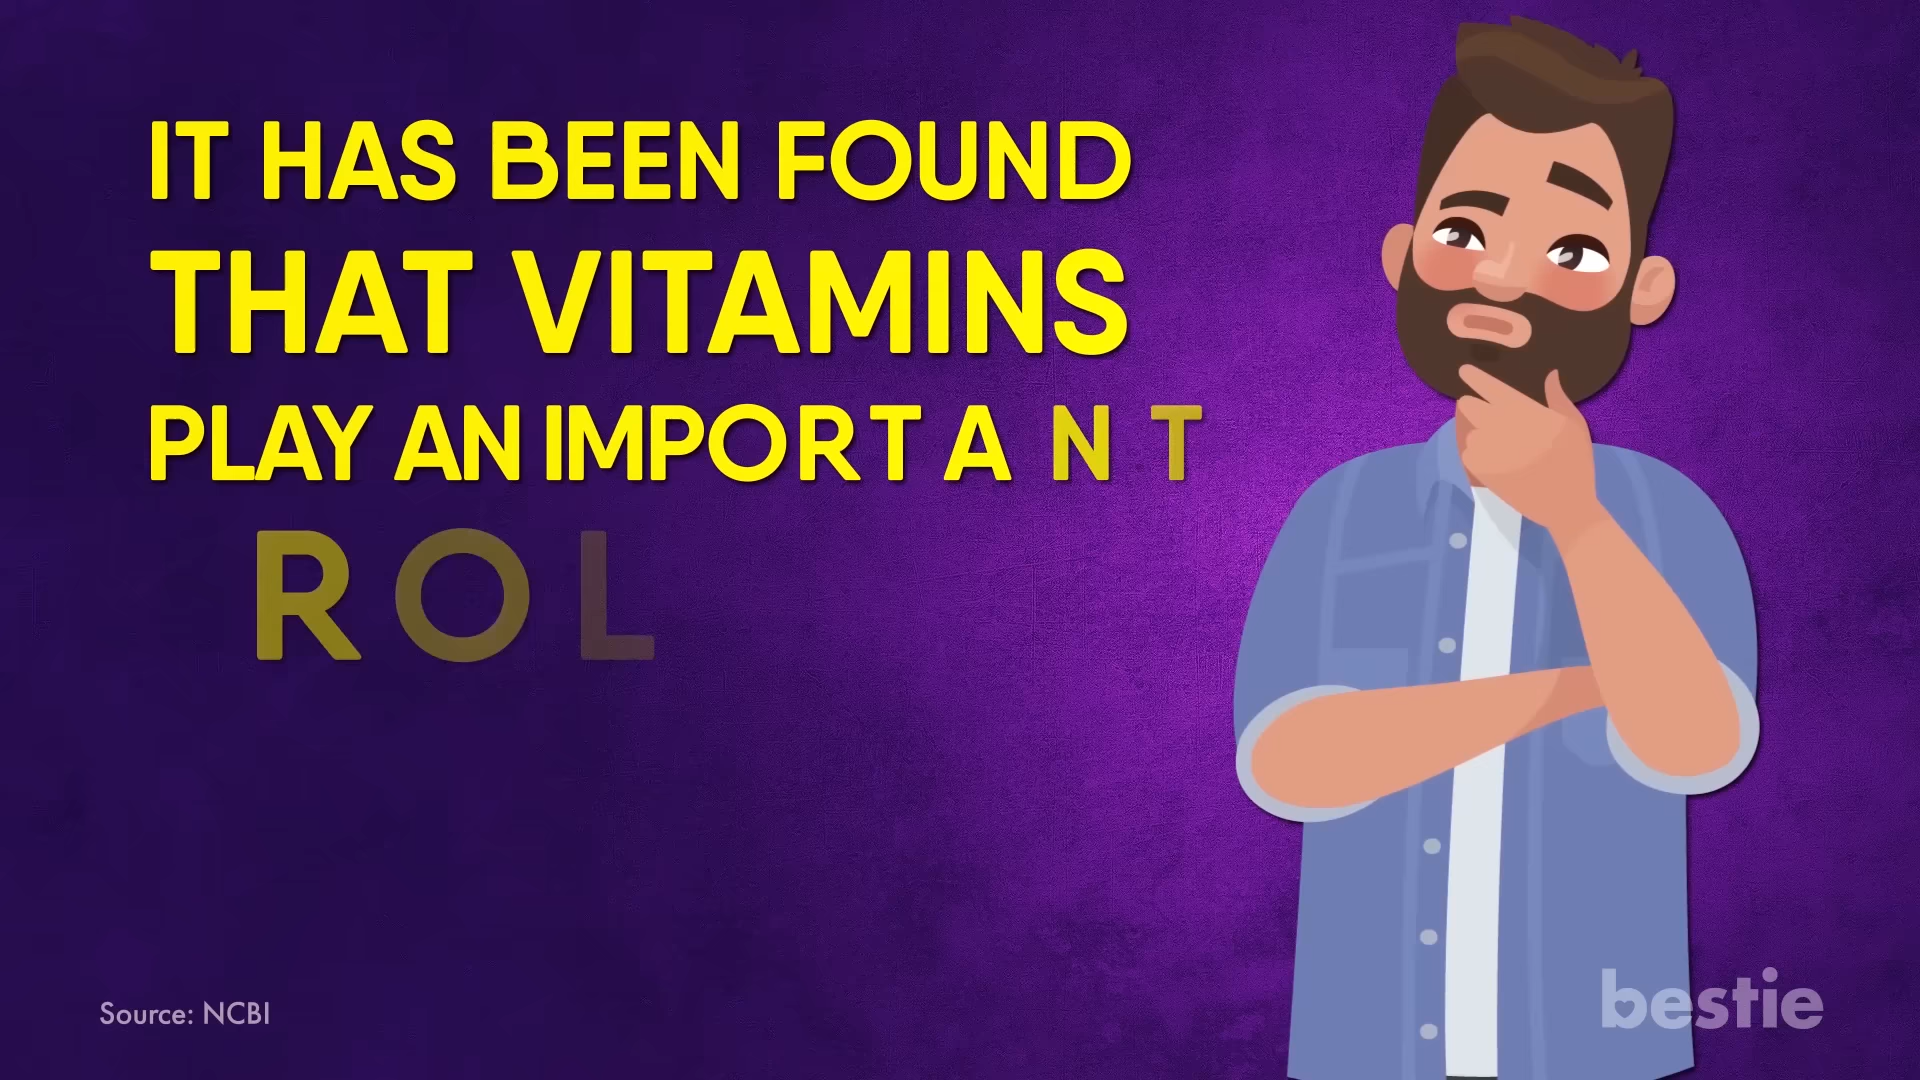 IT HAS BEEN FOUND
THAT VITAMINS
PLAY AN IMPORTANT
ROL
Source: NCBI
bestie